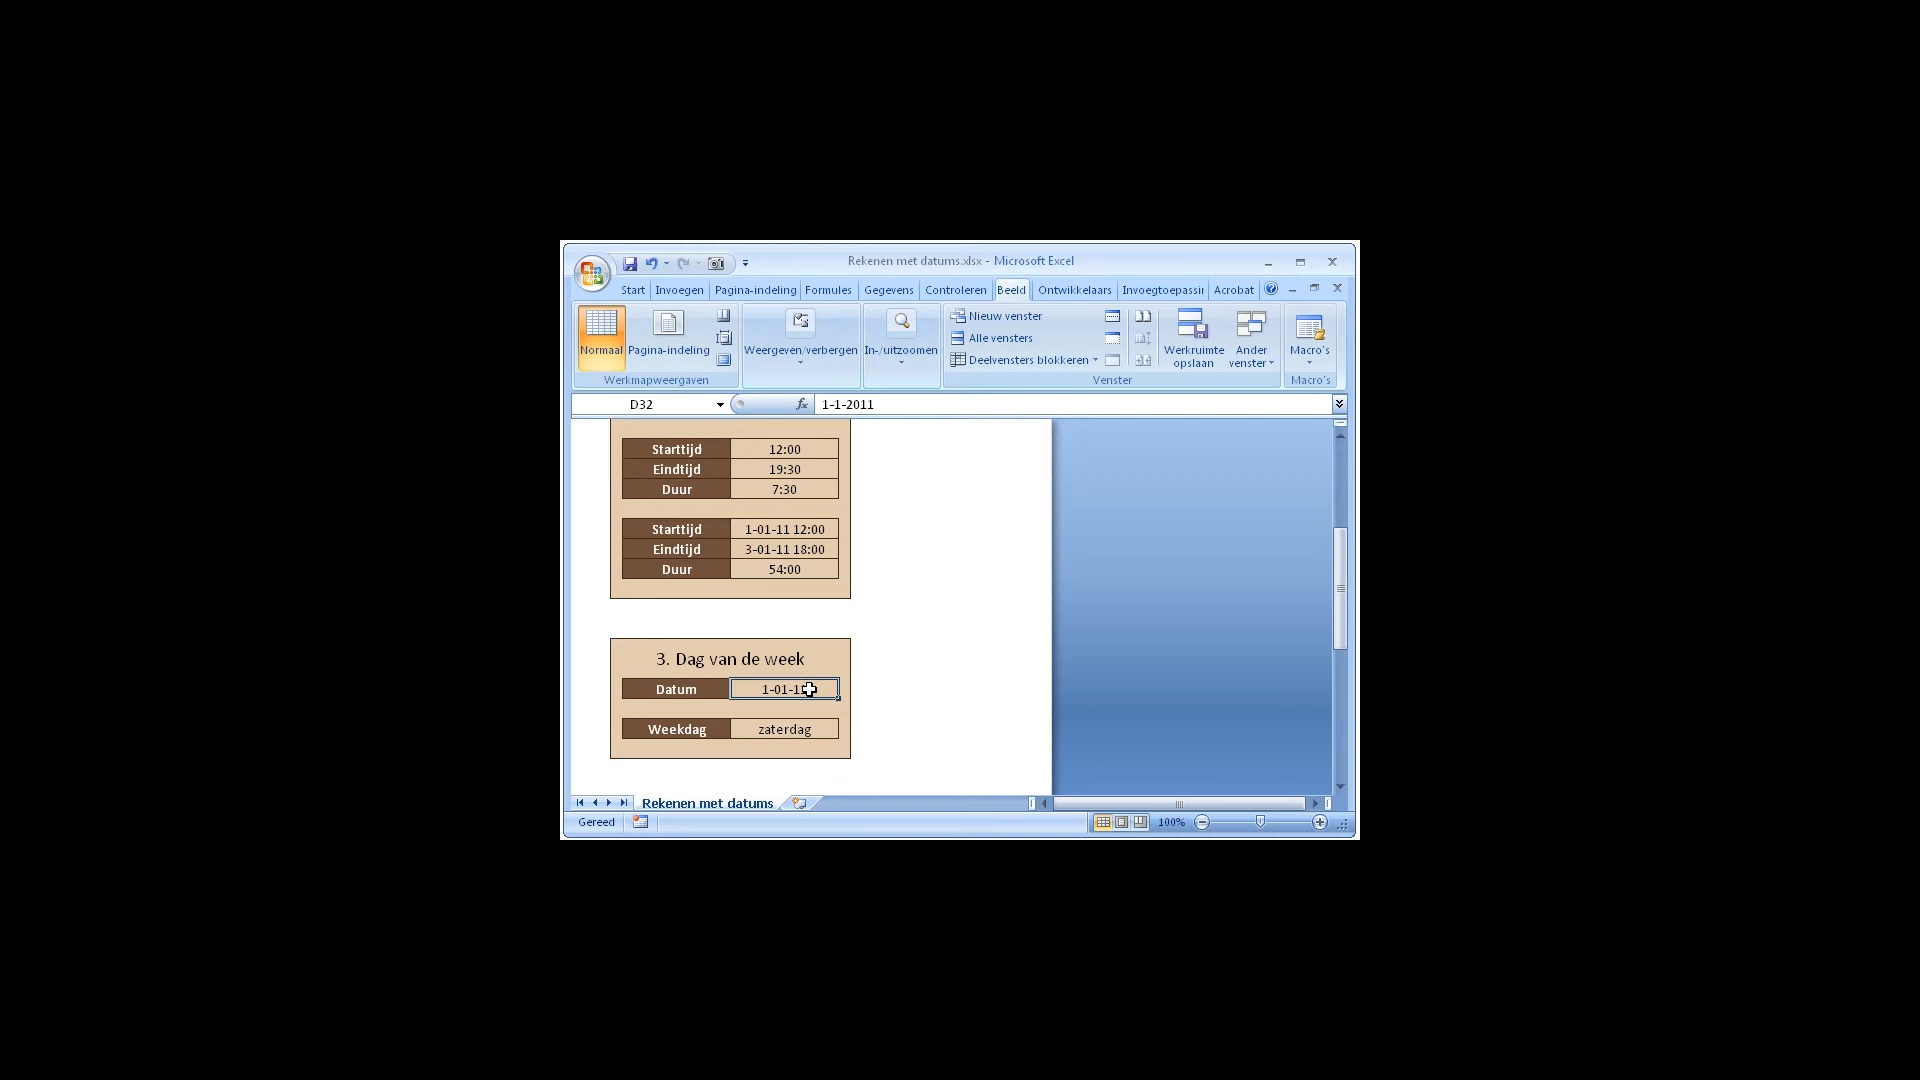 Rekenen met datums.xlsx - Microsoft Excel
Start Invoegen Pagina-indeling Formules Gegevens Controleren Beeld Ontwikkelaars Invoegtoepassin Acrobat
Normaal Pagina-indeling Weergeven/verbergen In-/uitzoomen Nieuw venster
Alle vensters
Deelvensters blokkeren
Werkruimte opslaan Ander venster Macro's
Werkmapweergaven Venster Macro's
D32 fx 1-1-2011
Starttijd 12:00
Eindtijd 19:30
Duur 7:30
Starttijd 1-01-11 12:00
Eindtijd 3-01-11 18:00
Duur 54:00
3. Dag van de week
Datum
Weekdag zaterdag
Rekenen met datums
Gereed 100%